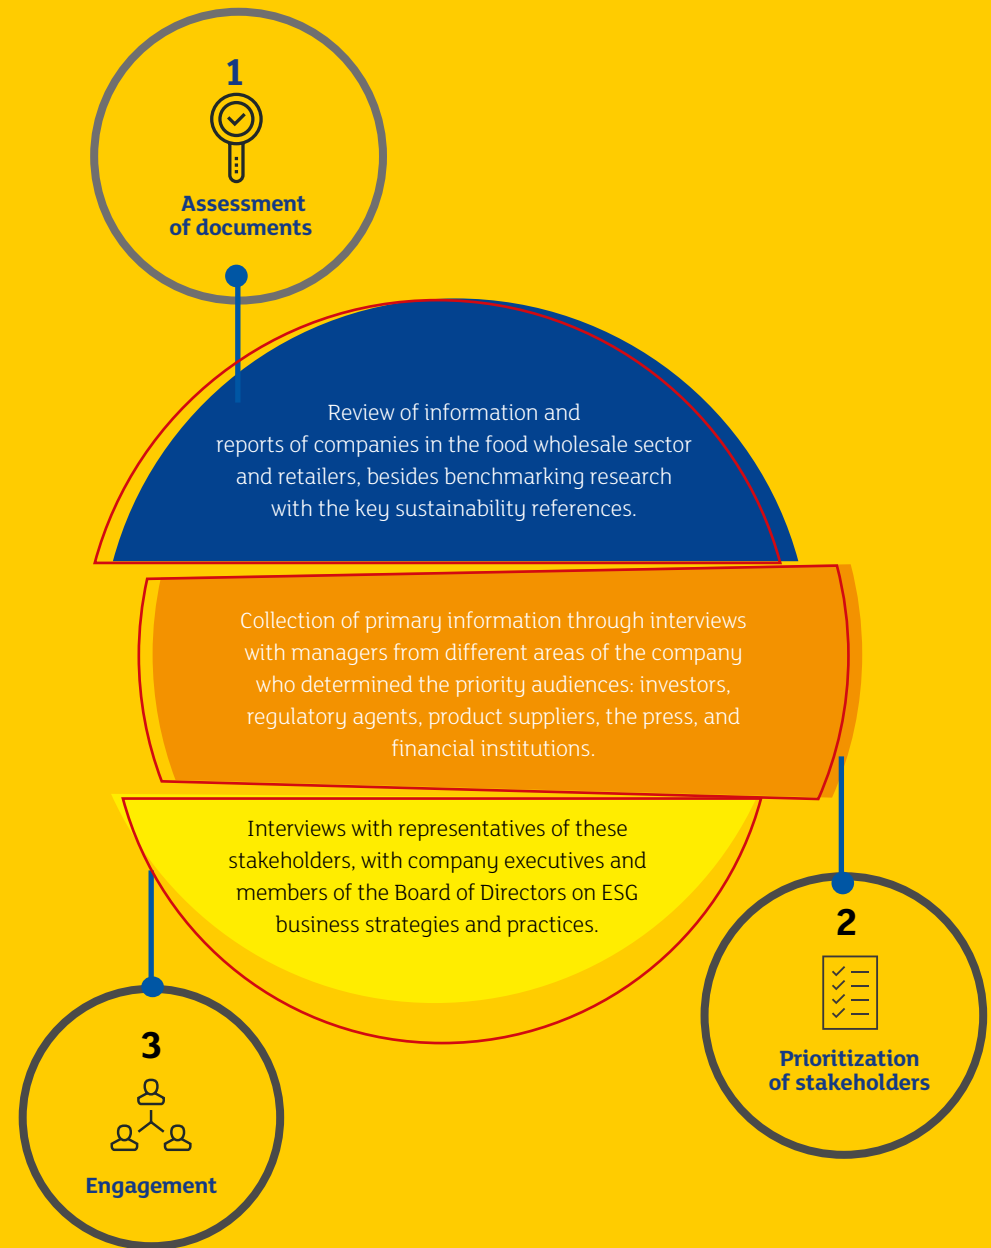 1
Assessment
of documents
Review of information and
reports of companies in the food wholesale sector
and retailers, besides benchmarking research
with the key sustainability references.
Collection of primary information through interviews
with managers from different areas of the company
who determined the priority audiences: investors,
regulatory agents, product suppliers, the press, and
financial institutions.
2
Prioritization
of stakeholders
Interviews with representatives of these
stakeholders, with company executives and
members of the Board of Directors on ESG
business strategies and practices.
3
Engagement